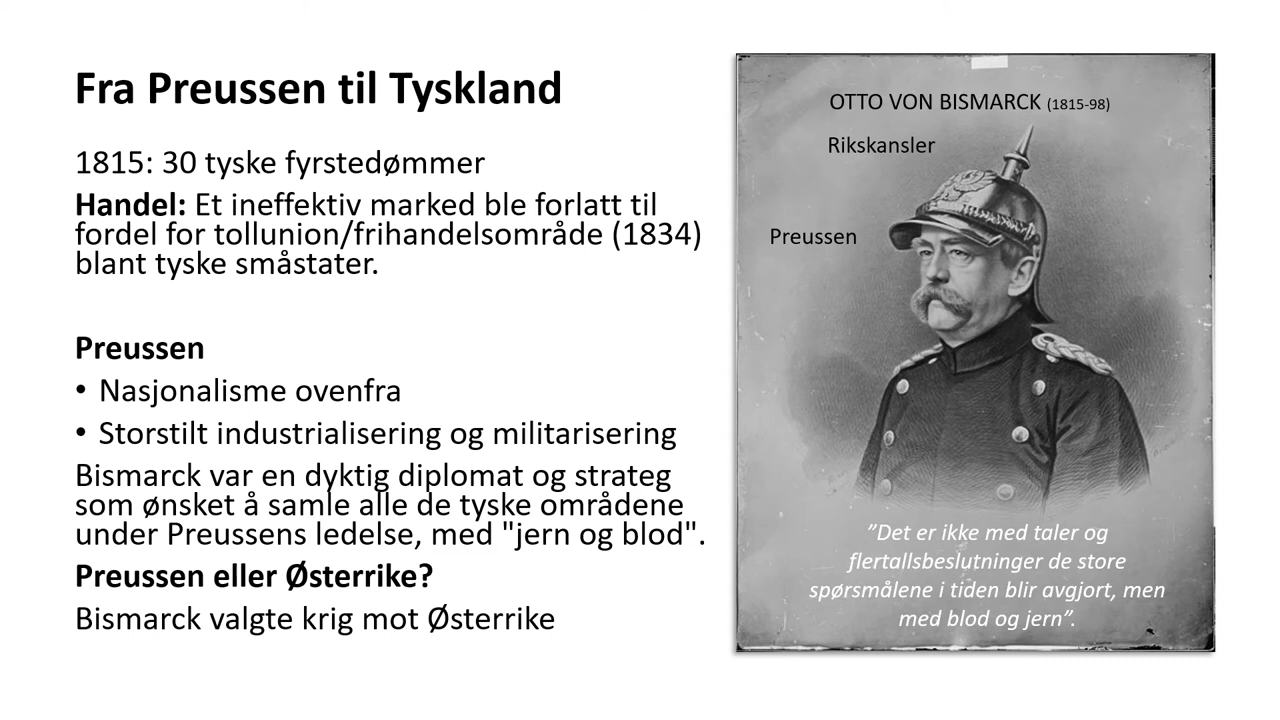 Fra Preussen til Tyskland
1815: 30 tyske fyrstedømmer
Handel: Et ineffektiv marked ble forlatt til
fordel for tollunion/frihandelsområde (1834)
blant tyske småstater.
Preussen
• Nasjonalisme ovenfra
• Storstilt industrialisering og militarisering
Bismarck var en dyktig diplomat og strateg
som ønsket å samle alle de tyske områdene
under Preussens ledelse, med "jern og blod".
Preussen eller Østerrike?
Bismarck valgte krig mot Østerrike
OTTO VON BISMARCK (1815-98)
Rikskansler
Preussen
”Det er ikke med taler og
flertallsbeslutninger de store
spørsmålene i tiden blir avgjort, men
med blod og jern”.